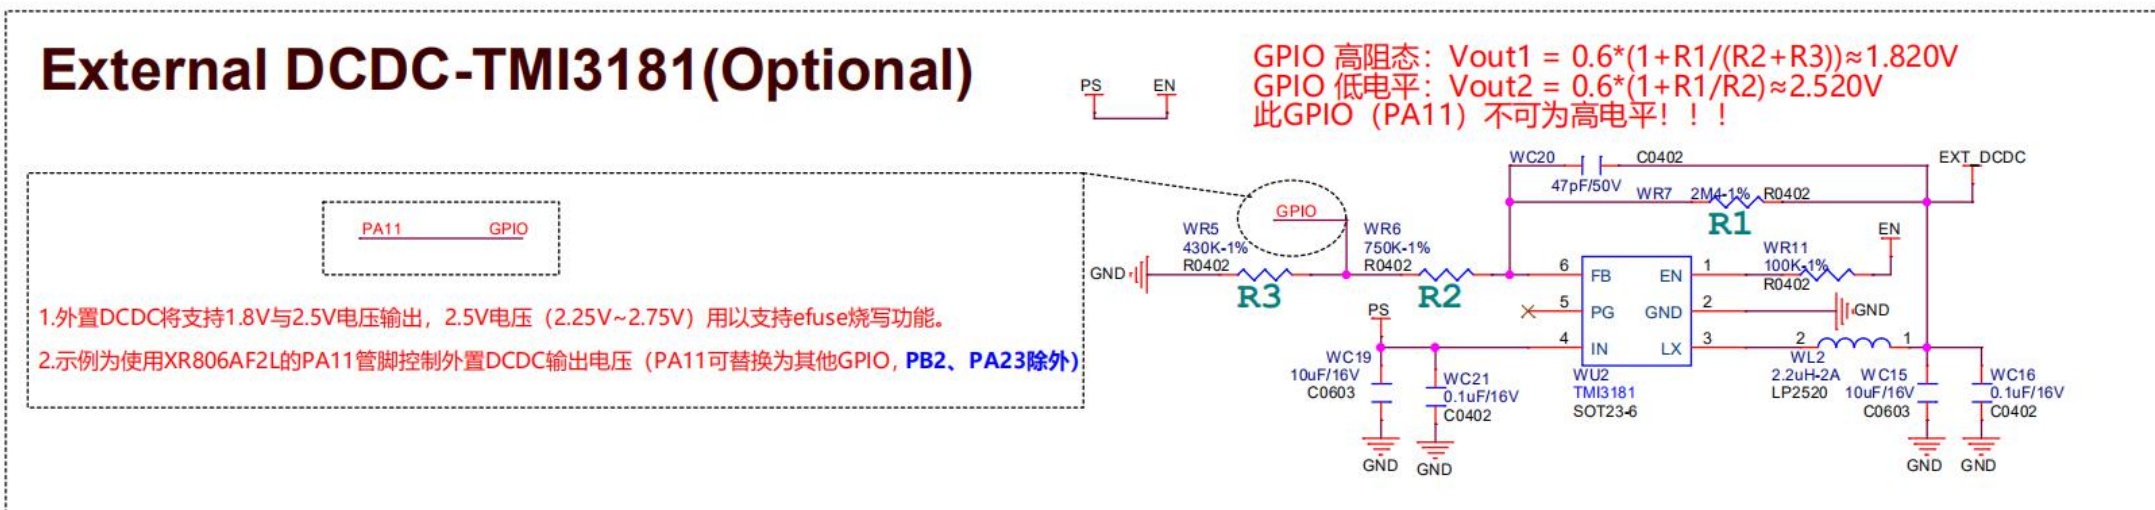 External DCDC-TMI3181(Optional)
GPIO 高阻态：Vout1 = 0.6*(1+R1/(R2+R3))≈1.820V
GPIO 低电平：Vout2 = 0.6*(1+R1/R2)≈2.520V
此GPIO（PA11）不可为高电平！！！
PS EN
PA11 GPIO
1.外置DCDC将支持1.8V与2.5V电压输出，2.5V电压（2.25V~2.75V）用以支持efuse烧写功能。
2.示例为使用XR806AF2L的PA11管脚控制外置DCDC输出电压（PA11可替换为其他GPIO, PB2、PA23除外）
WC20 C0402
47pF/50V
EXT_DCDC
WR7 2M4-1% R0402
R1
GPIO
WR5
430K-1%
R0402
R3
GND
WR6
750K-1%
R0402
R2
EN
WR11
100K-1%
R0402
6 FB EN 1
5 PG GND 2
4 IN LX 3
GND
WU2
TMI3181
SOT23-6
2 1
WL2
2.2uH-2A
LP2520
PS
WC19
10uF/16V
C0603
GND
WC21
0.1uF/16V
C0402
GND
WC15
10uF/16V
C0603
GND
WC16
0.1uF/16V
C0402
GND